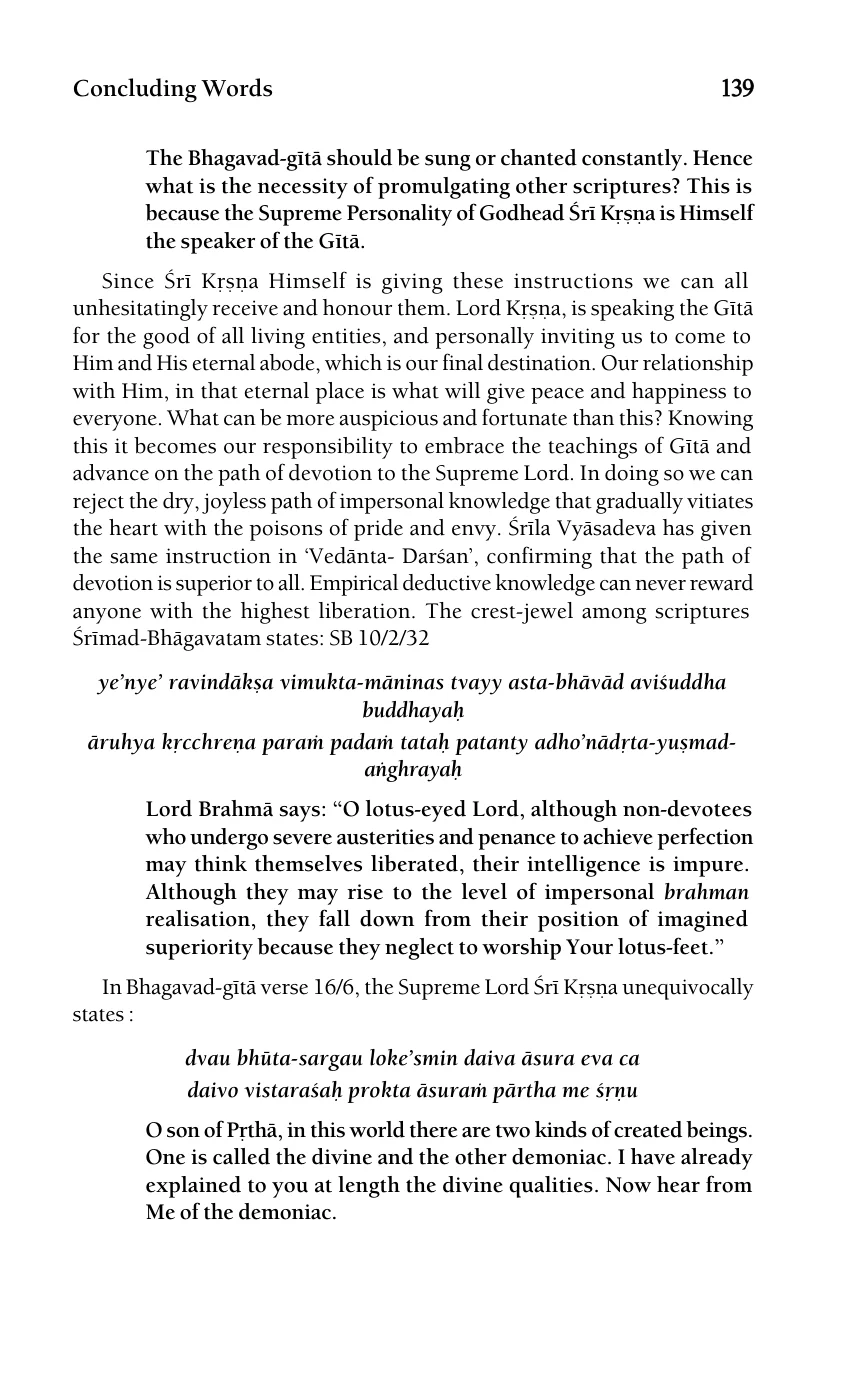 Concluding Words 139
The Bhagavad-gītā should be sung or chanted constantly. Hence
what is the necessity of promulgating other scriptures? This is
because the Supreme Personality of Godhead Śrī Kṛṣṇa is Himself
the speaker of the Gītā.
Since Śrī Kṛṣṇa Himself is giving these instructions we can all
unhesitatingly receive and honour them. Lord Kṛṣṇa, is speaking the Gītā
for the good of all living entities, and personally inviting us to come to
Him and His eternal abode, which is our final destination. Our relationship
with Him, in that eternal place is what will give peace and happiness to
everyone. What can be more auspicious and fortunate than this? Knowing
this it becomes our responsibility to embrace the teachings of Gītā and
advance on the path of devotion to the Supreme Lord. In doing so we can
reject the dry, joyless path of impersonal knowledge that gradually vitiates
the heart with the poisons of pride and envy. Śrīla Vyāsadeva has given
the same instruction in ‘Vedānta- Darśan’, confirming that the path of
devotion is superior to all. Empirical deductive knowledge can never reward
anyone with the highest liberation. The crest-jewel among scriptures
Śrīmad-Bhāgavatam states: SB 10/2/32
ye’nye’ ravindākṣa vimukta-māninas tvayy asta-bhāvād aviśuddha
buddhayaḥ
āruhya kṛcchreṇa paraṁ padaṁ tataḥ patanty adho’nādṛta-yuṣmad-
aṅghrayaḥ
Lord Brahmā says: “O lotus-eyed Lord, although non-devotees
who undergo severe austerities and penance to achieve perfection
may think themselves liberated, their intelligence is impure.
Although they may rise to the level of impersonal brahman
realisation, they fall down from their position of imagined
superiority because they neglect to worship Your lotus-feet.”
In Bhagavad-gītā verse 16/6, the Supreme Lord Śrī Kṛṣṇa unequivocally
states :
dvau bhūta-sargau loke’smin daiva āsura eva ca
daivo vistaraśaḥ prokta āsuraṁ pārtha me śṛṇu
O son of Pṛthā, in this world there are two kinds of created beings.
One is called the divine and the other demoniac. I have already
explained to you at length the divine qualities. Now hear from
Me of the demoniac.